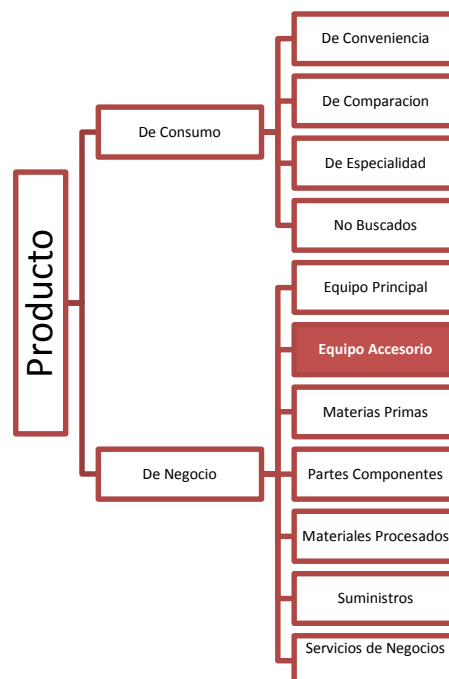 Producto
De Consumo
De Conveniencia
De Comparacion
De Especialidad
No Buscados
De Negocio
Equipo Principal
Equipo Accesorio
Materias Primas
Partes Componentes
Materiales Procesados
Suministros
Servicios de Negocios